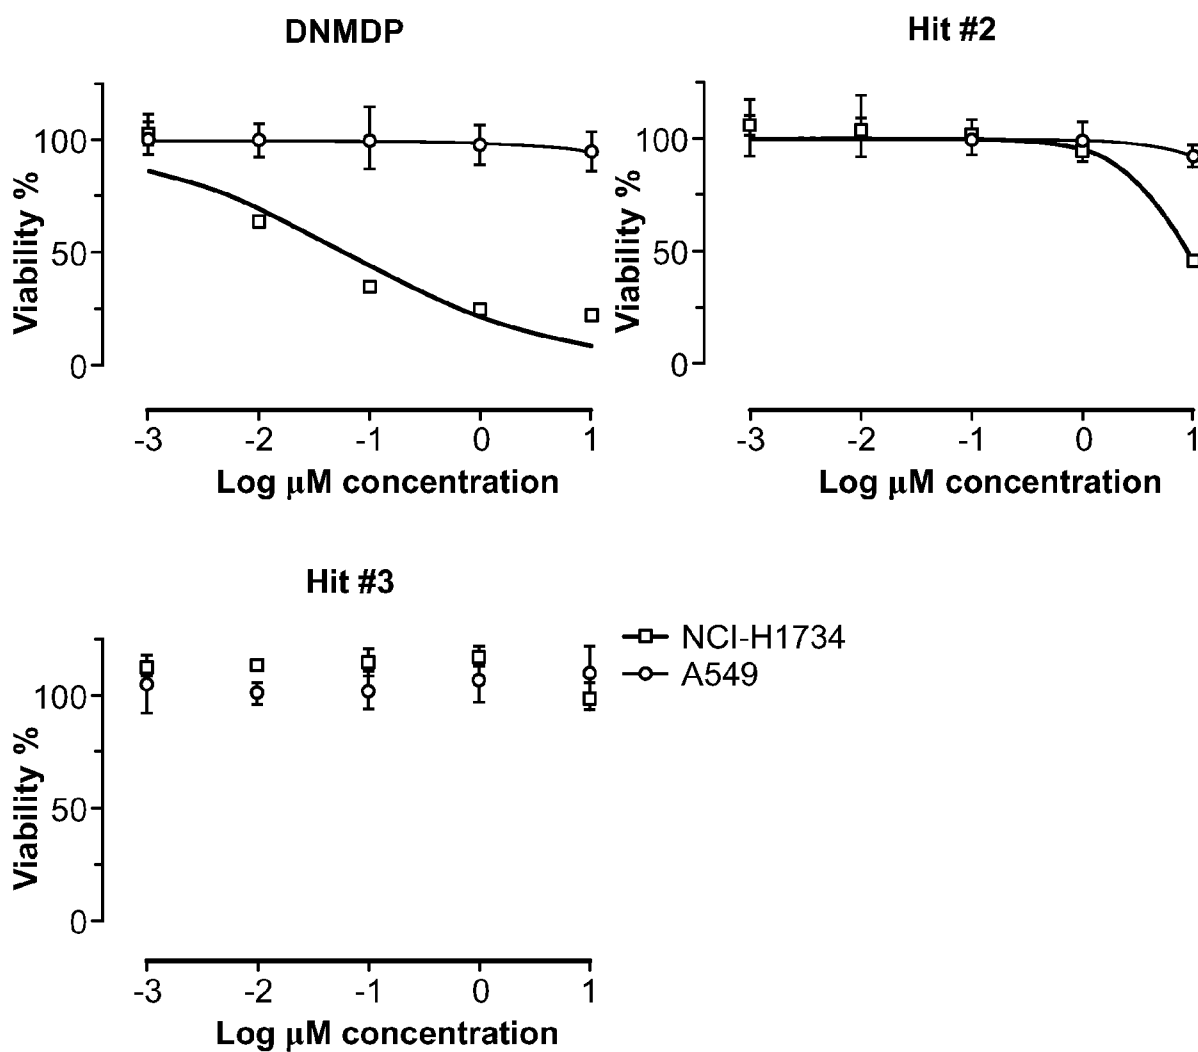 DNMDP
Viability %
100
50
0
-3 -2 -1 0 1
Log μM concentration
Hit #2
Viability %
100
50
0
-3 -2 -1 0 1
Log μM concentration
Hit #3
Viability %
100
50
0
-3 -2 -1 0 1
Log μM concentration
NCI-H1734
A549